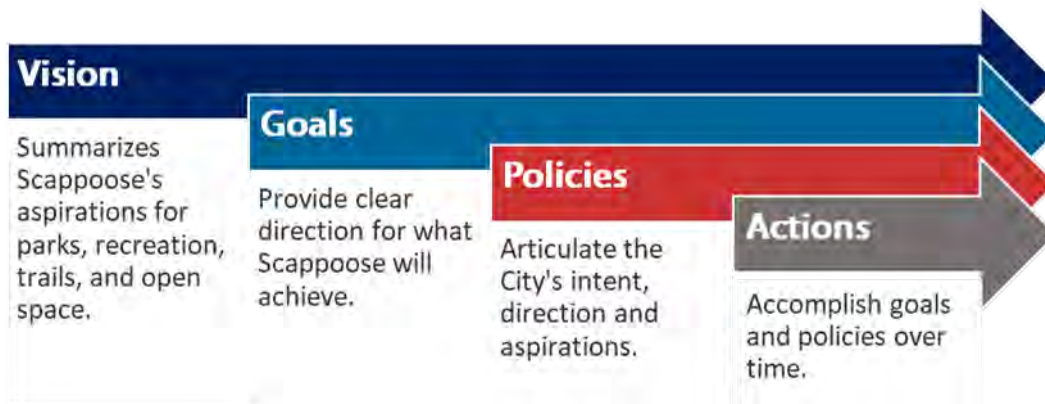 Vision
Summarizes
Scappoose's
aspirations for
parks, recreation,
trails, and open
space.
Goals
Provide clear
direction for what
Scappoose will
achieve.
Policies
Articulate the
City's intent,
direction and
aspirations.
Actions
Accomplish goals
and policies over
time.